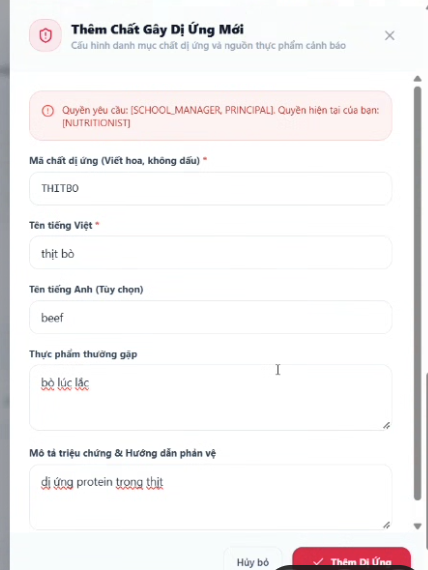 Thêm Chất Gây Dị Ứng Mới
Cấu hình danh mục chất dị ứng và nguồn thực phẩm cảnh báo
Quyền yêu cầu: [SCHOOL_MANAGER, PRINCIPAL]. Quyền hiện tại của bạn:
[NUTRITIONIST]
Mã chất dị ứng (Viết hoa, không dấu) *
THITBO
Tên tiếng Việt *
thịt bò
Tên tiếng Anh (Tùy chọn)
beef
Thực phẩm thường gặp
bò lúc lắc
Mô tả triệu chứng & Hướng dẫn phản vệ
dị ứng protein trong thịt
Hủy bỏ
Thêm Dị Ứng